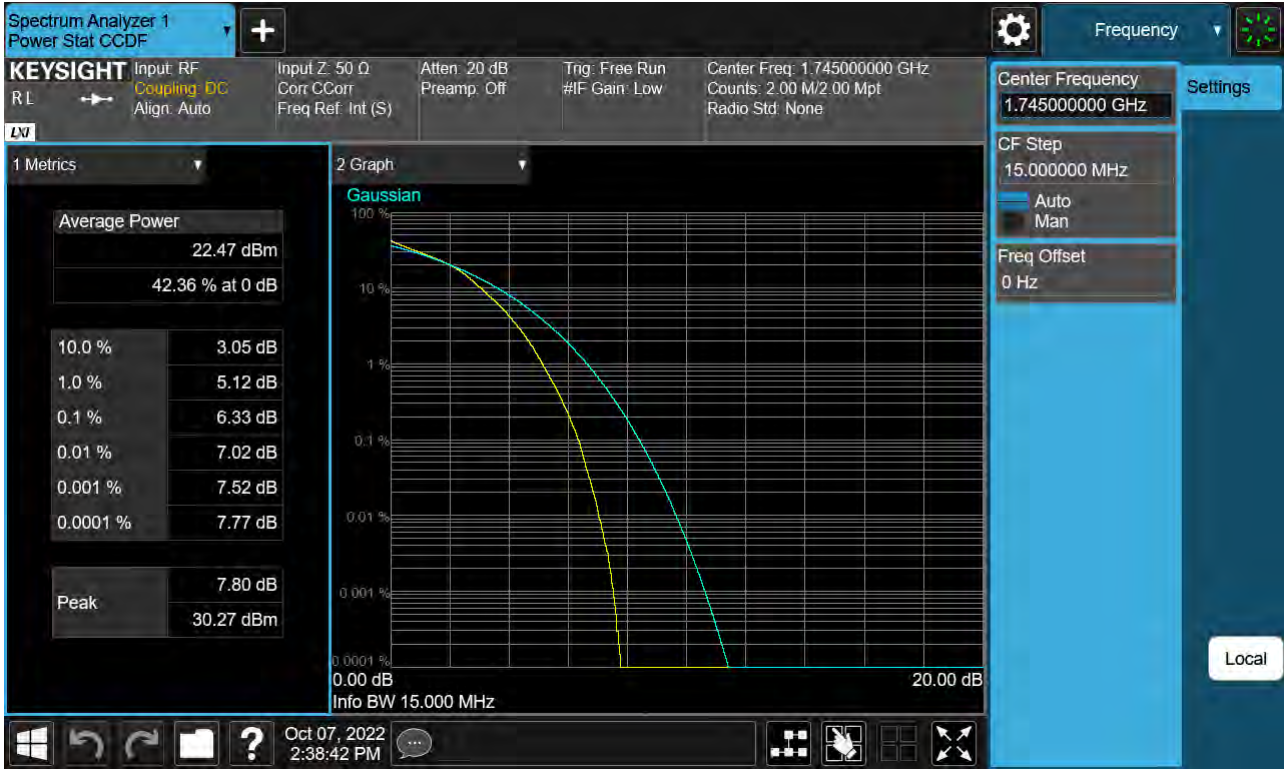 Spectrum Analyzer 1
Power Stat CCDF
+
Frequency
KEYSIGHT
R L
LXI
Input: RF
Coupling: DC
Align: Auto
Input Z: 50 Ω
Corr CCorr
Freq Ref: Int (S)
Atten: 20 dB
Preamp: Off
Trig: Free Run
#IF Gain: Low
Center Freq: 1.745000000 GHz
Counts: 2.00 M/2.00 Mpt
Radio Std: None
Center Frequency
1.745000000 GHz
Settings
CF Step
15.000000 MHz
Auto
Man
Freq Offset
0 Hz
Local
1 Metrics
Average Power
22.47 dBm
42.36 % at 0 dB
10.0 % 3.05 dB
1.0 % 5.12 dB
0.1 % 6.33 dB
0.01 % 7.02 dB
0.001 % 7.52 dB
0.0001 % 7.77 dB
Peak
7.80 dB
30.27 dBm
2 Graph
Gaussian
100 %
10 %
1 %
0.1 %
0.01 %
0.001 %
0.0001 %
0.00 dB 20.00 dB
Info BW 15.000 MHz
?
Oct 07, 2022
2:38:42 PM